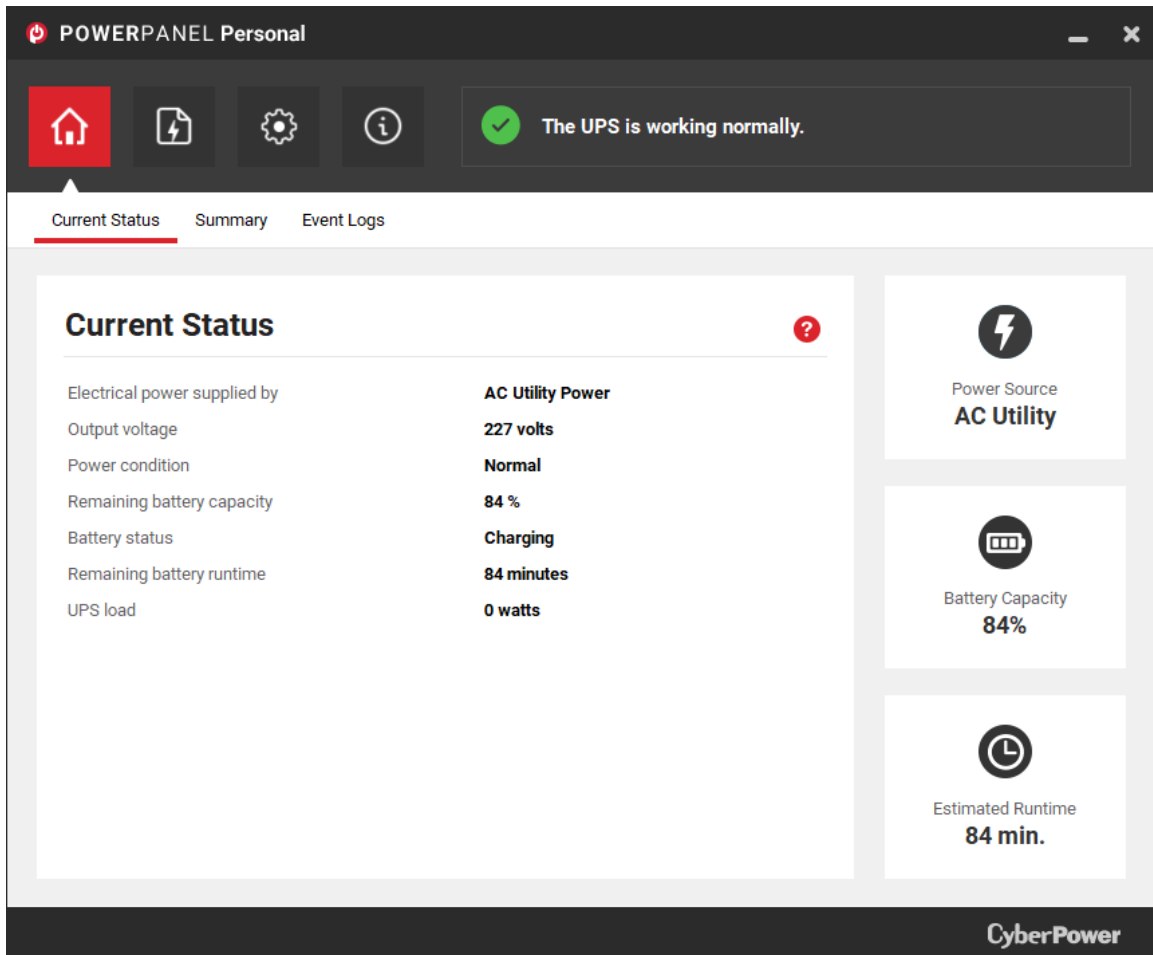 POWERPANEL Personal
The UPS is working normally.
Current Status Summary Event Logs
Current Status
Electrical power supplied by AC Utility Power
Output voltage 227 volts
Power condition Normal
Remaining battery capacity 84 %
Battery status Charging
Remaining battery runtime 84 minutes
UPS load 0 watts
Power Source
AC Utility
Battery Capacity
84%
Estimated Runtime
84 min.
CyberPower